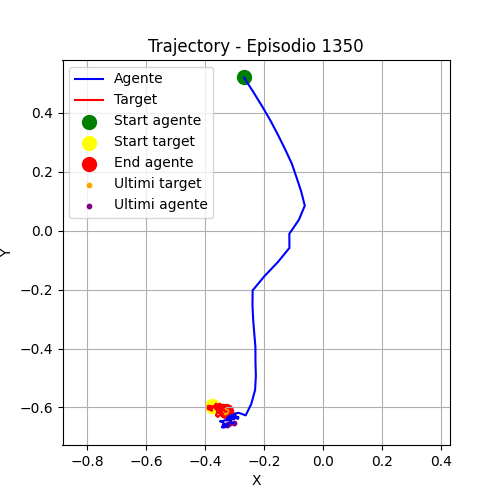 Trajectory - Episodio 1350
Agente
Target
Start agente
Start target
End agente
Ultimi target
Ultimi agente
0.4
0.2
0.0
−0.2
−0.4
−0.6
Y
−0.8
−0.6
−0.4
−0.2
0.0
0.2
0.4
X